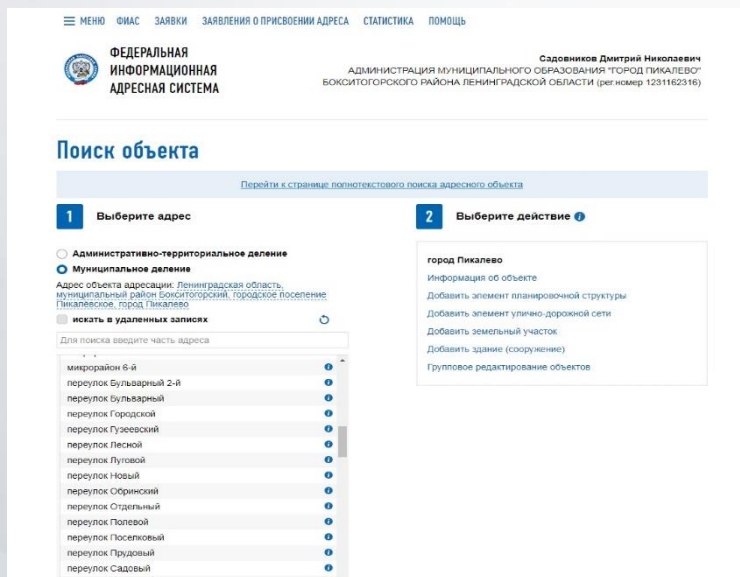 МЕНЮ ФИАС ЗАЯВКИ ЗАЯВЛЕНИЯ О ПРИСВОЕНИИ АДРЕСА СТАТИСТИКА ПОМОЩЬ
ФЕДЕРАЛЬНАЯ
ИНФОРМАЦИОННАЯ
АДРЕСНАЯ СИСТЕМА
Садовников Дмитрий Николаевич
АДМИНИСТРАЦИЯ МУНИЦИПАЛЬНОГО ОБРАЗОВАНИЯ "ГОРОД ПИКАЛЕВО"
БОКСИТОГОРСКОГО РАЙОНА ЛЕНИНГРАДСКОЙ ОБЛАСТИ (рег.номер 1231162316)
Поиск объекта
Перейти к странице полнотекстового поиска адресного объекта
1 Выберите адрес
Административно-территориальное деление
Муниципальное деление
Адрес объекта адресации: Ленинградская область,
муниципальный район Бокситогорский, городское поселение
Пикалёвское, город Пикалево
искать в удаленных записях
Для поиска введите часть адреса
микрорайон 6-й
переулок Бульварный 2-й
переулок Бульварный
переулок Городской
переулок Гузеевский
переулок Лесной
переулок Луговой
переулок Новый
переулок Обринский
переулок Отдельный
переулок Полевой
переулок Поселковый
переулок Прудовый
переулок Садовый
2 Выберите действие
город Пикалево
Информация об объекте
Добавить элемент планировочной структуры
Добавить элемент улично-дорожной сети
Добавить земельный участок
Добавить здание (сооружение)
Групповое редактирование объектов